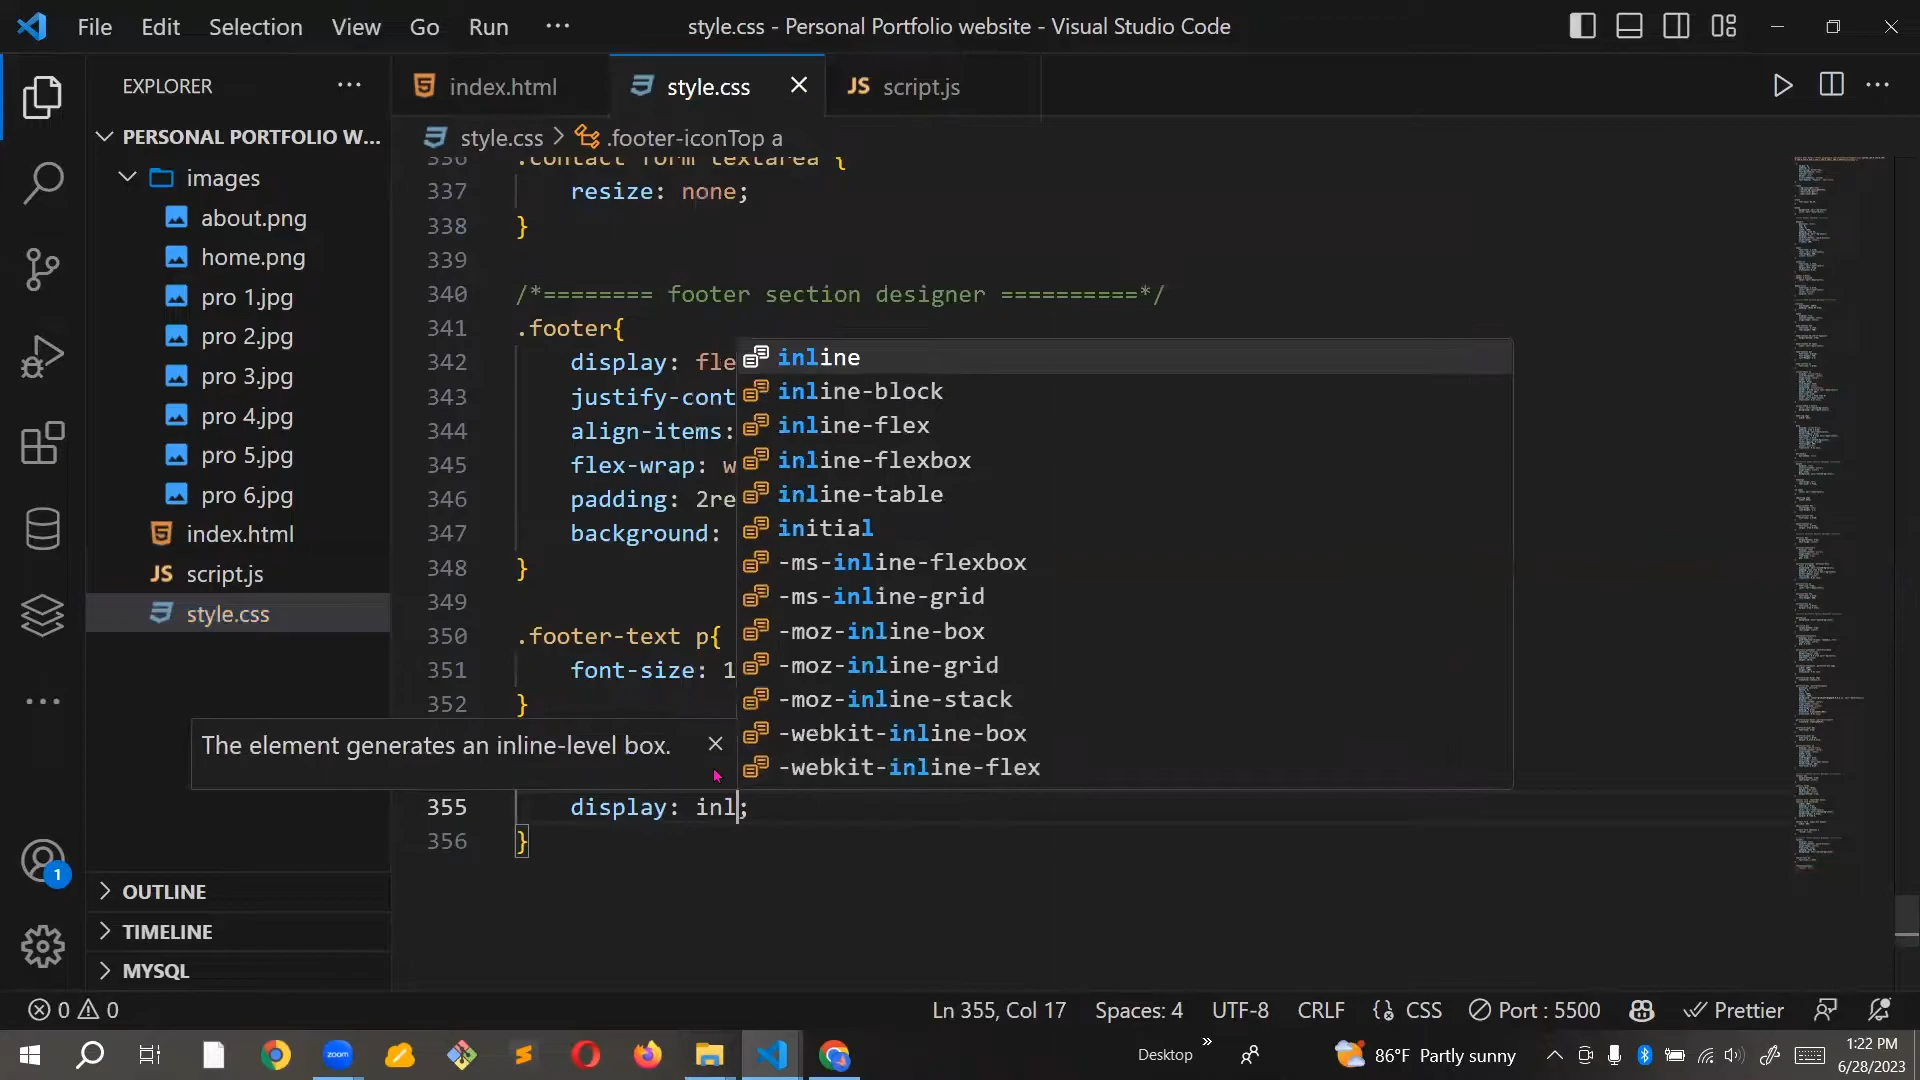 File Edit Selection View Go Run ··· style.css - Personal Portfolio website - Visual Studio Code
EXPLORER ···
PERSONAL PORTFOLIO W...
images
about.png
home.png
pro 1.jpg
pro 2.jpg
pro 3.jpg
pro 4.jpg
pro 5.jpg
pro 6.jpg
index.html
JS script.js
style.css
OUTLINE
TIMELINE
MYSQL
1
index.html style.css JS script.js
style.css > .footer-iconTop a
336 .contact form textarea {
337 resize: none;
338 }
339
340 /*======== footer section designer ==========*/
341 .footer{
342 display: fle
343 justify-cont
344 align-items:
345 flex-wrap: w
346 padding: 2re
347 background:
348 }
349
350 .footer-text p{
351 font-size: 1
352 }
The element generates an inline-level box.
355 display: inl;
356 }
inline
inline-block
inline-flex
inline-flexbox
inline-table
initial
-ms-inline-flexbox
-ms-inline-grid
-moz-inline-box
-moz-inline-grid
-moz-inline-stack
-webkit-inline-box
-webkit-inline-flex
0 0 Ln 355, Col 17 Spaces: 4 UTF-8 CRLF {} CSS Port : 5500 Prettier
zoom Desktop 86°F Partly sunny 1:22 PM
6/28/2023